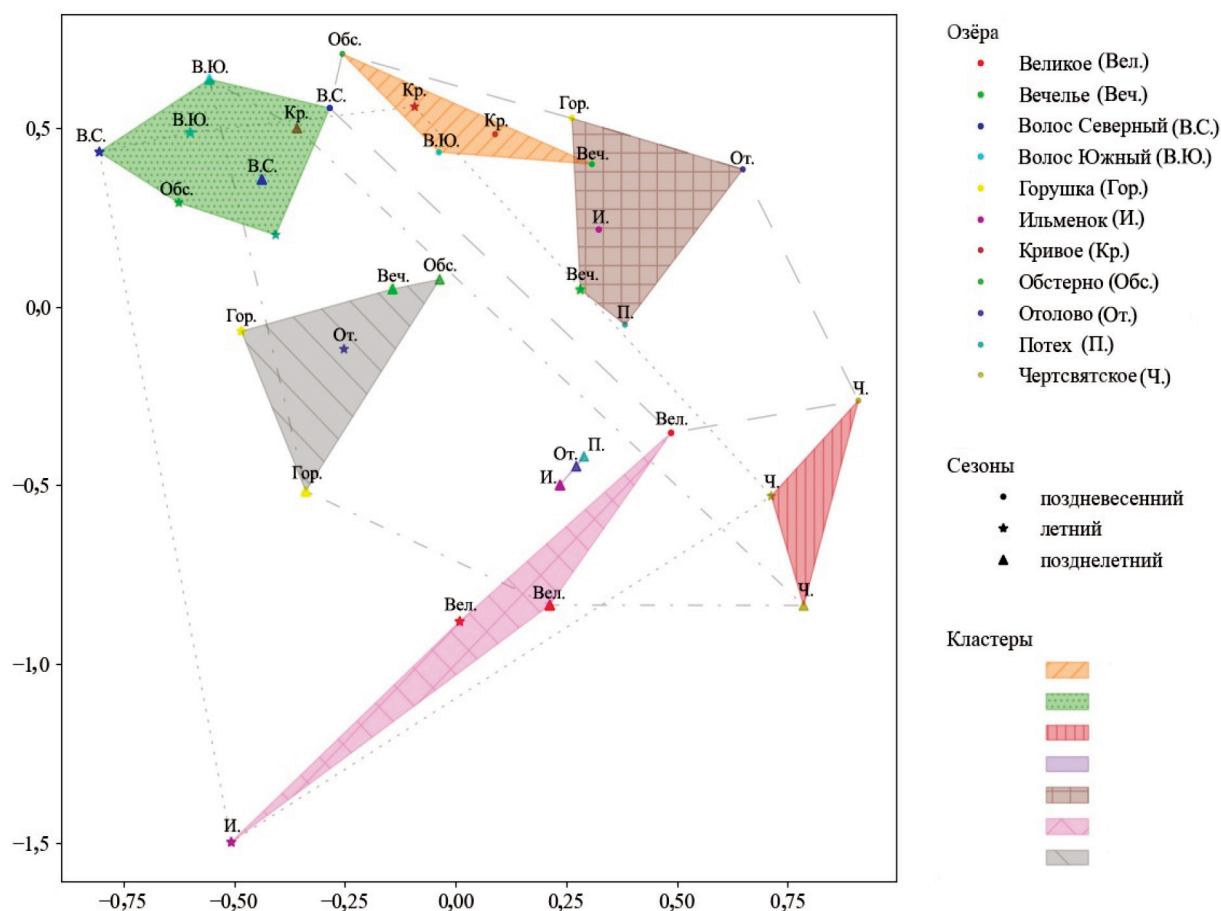 Обс.
В.Ю.
В.С.
Кр.
Кр.
Гор.
В.Ю.
Кр.
В.С.
В.Ю.
Веч.
От.
В.С.
Обс.
И.
Веч.
Обс.
Веч.
Гор.
П.
От.
Ч.
Вел.
П.
От.
И.
Гор.
Ч.
Вел.
Вел.
Ч.
И.
0,5
0,0
−0,5
−1,0
−1,5
−0,75
−0,50
−0,25
0,00
0,25
0,50
0,75
Озёра
Великое (Вел.)
Вечелье (Веч.)
Волос Северный (В.С.)
Волос Южный (В.Ю.)
Горушка (Гор.)
Ильменок (И.)
Кривое (Кр.)
Обстерно (Обс.)
Отолово (От.)
Потех (П.)
Чертсвятское (Ч.)
Сезоны
поздневесенний
летний
позднелетний
Кластеры